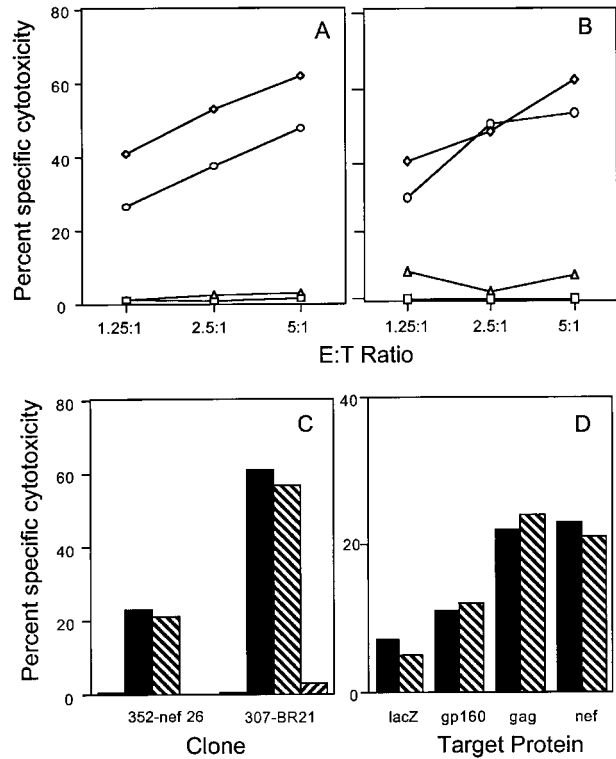 A
B
Percent specific cytotoxicity
80
60
40
20
0
1.25:1 2.5:1 5:1
1.25:1 2.5:1 5:1
E:T Ratio
C
D
Percent specific cytotoxicity
80
60
40
20
0
40
20
0
352-nef 26 307-BR21
lacZ gp160 gag nef
Clone
Target Protein